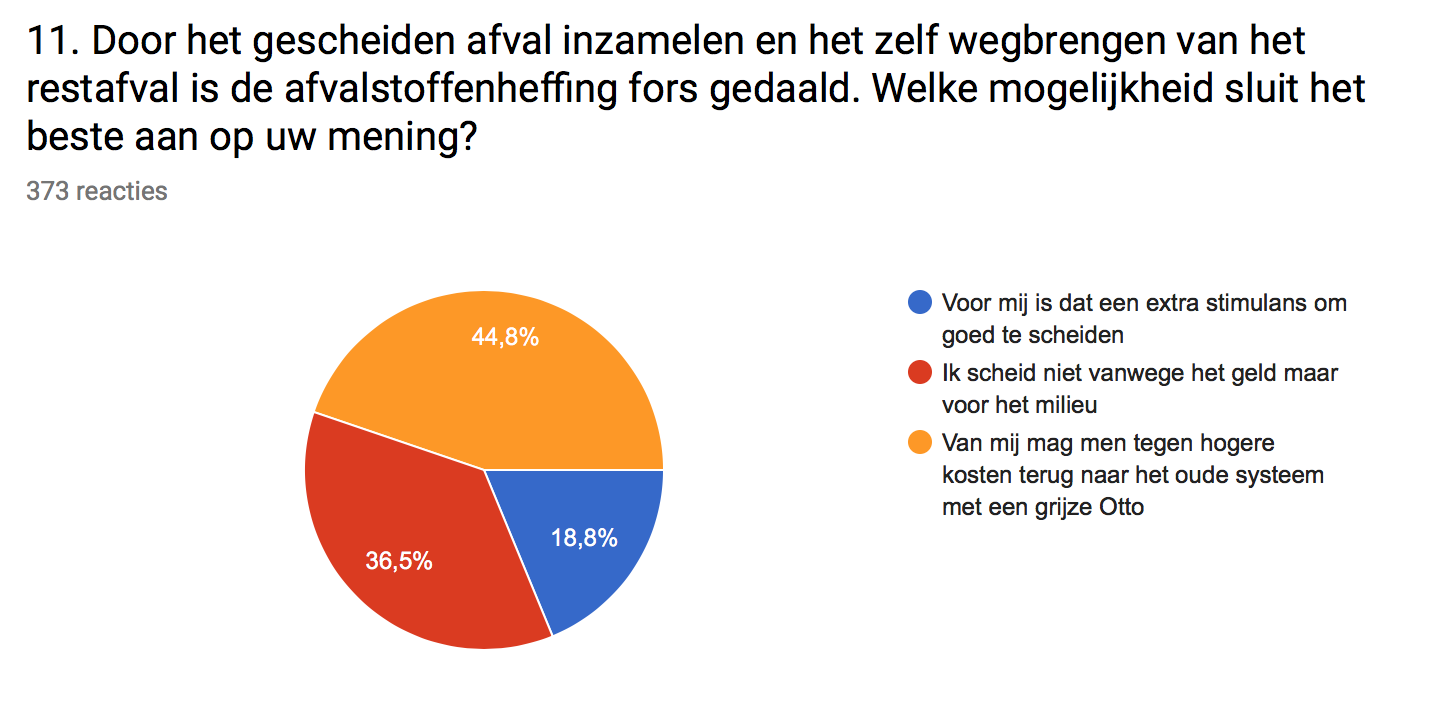 11. Door het gescheiden afval inzamelen en het zelf wegbrengen van het
restafval is de afvalstoffenheffing fors gedaald. Welke mogelijkheid sluit het
beste aan op uw mening?
373 reacties
44,8%
36,5%
18,8%
Voor mij is dat een extra stimulans om
goed te scheiden
Ik scheid niet vanwege het geld maar
voor het milieu
Van mij mag men tegen hogere
kosten terug naar het oude systeem
met een grijze Otto